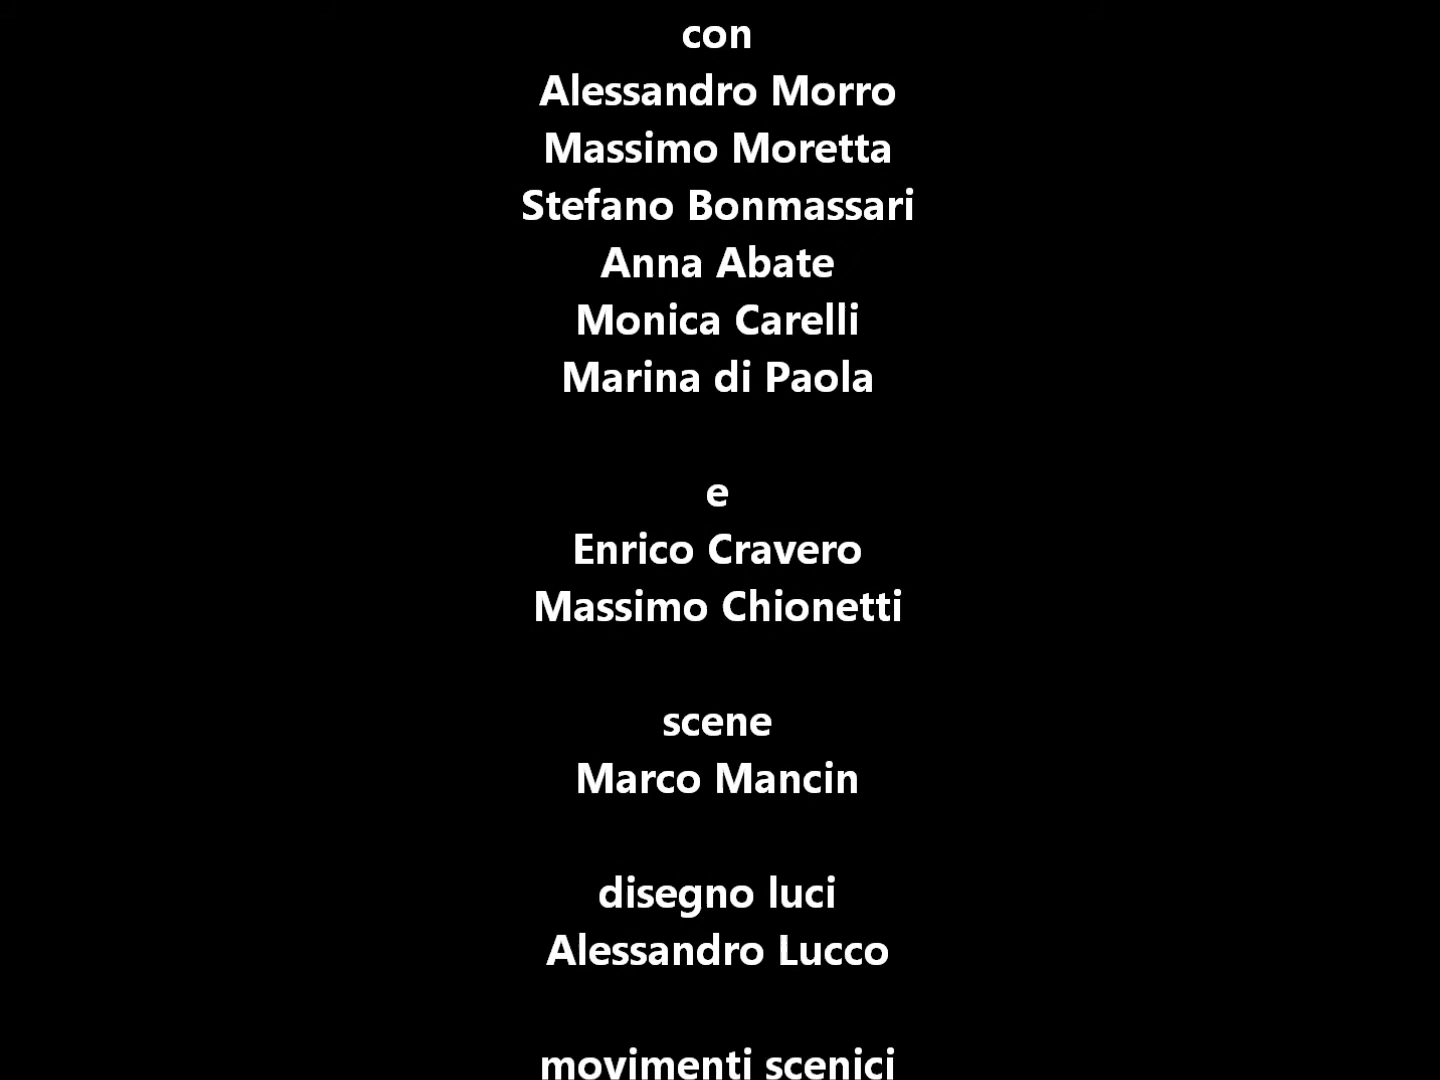 con
Alessandro Morro
Massimo Moretta
Stefano Bonmassari
Anna Abate
Monica Carelli
Marina di Paola
e
Enrico Cravero
Massimo Chionetti
scene
Marco Mancin
disegno luci
Alessandro Lucco
movimenti scenici